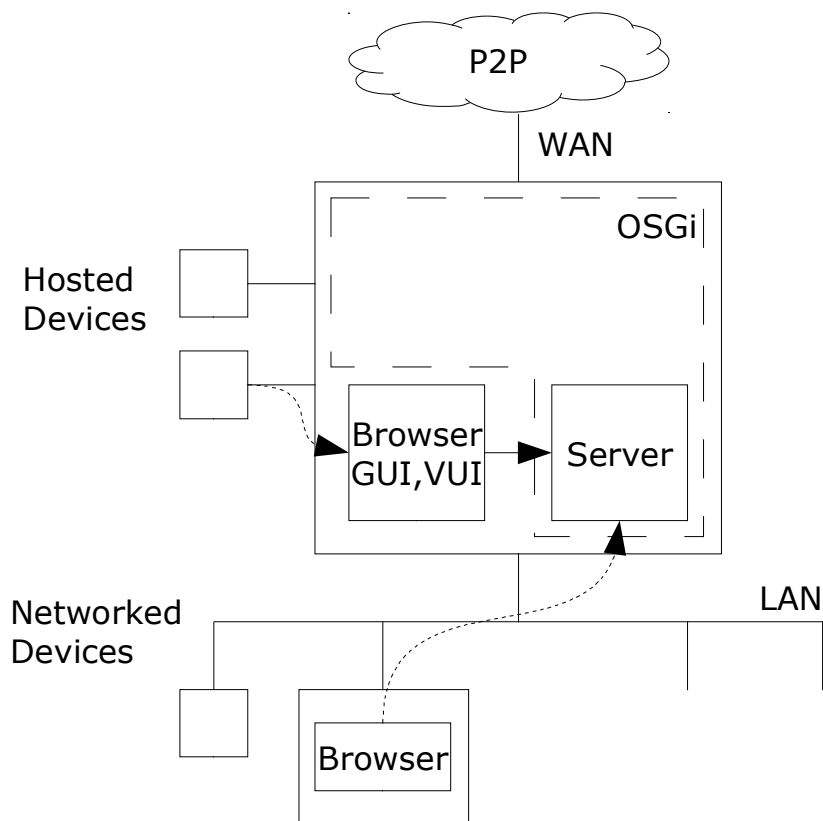 P2P
WAN
OSGi
Hosted
Devices
Browser
GUI,VUI
Server
Networked
Devices
LAN
Browser